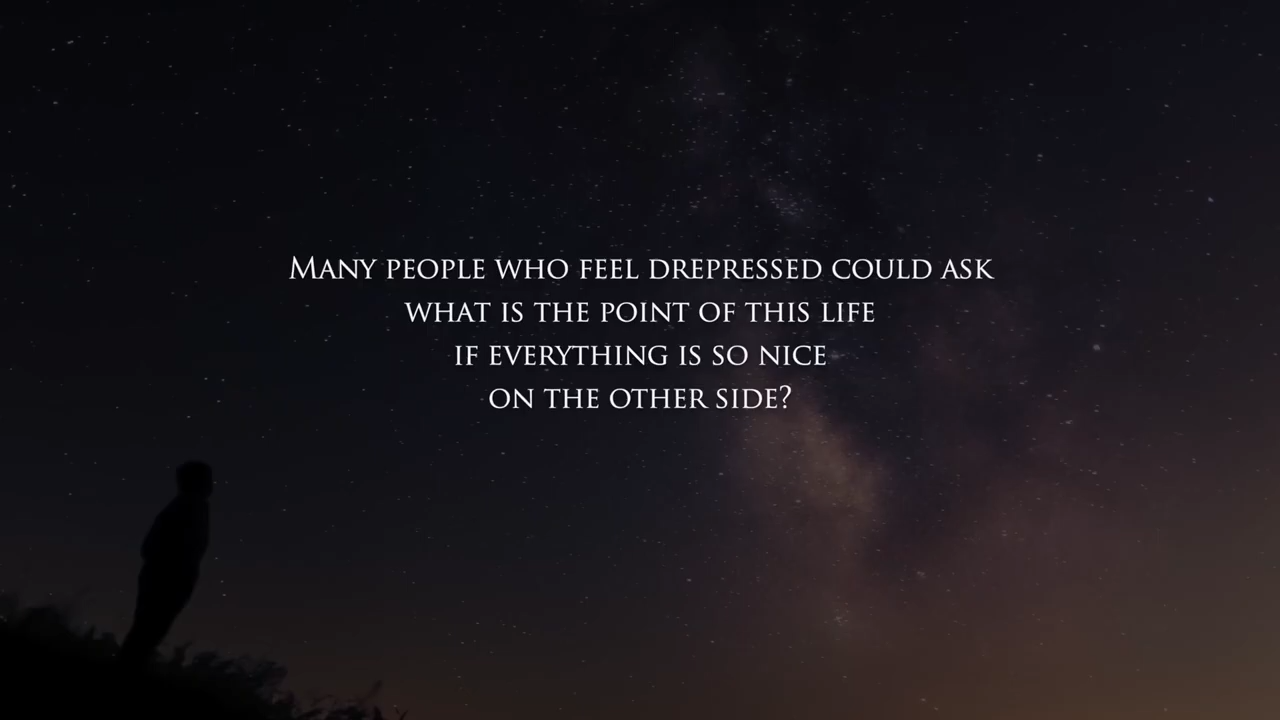 Many people who feel drepressed could ask
what is the point of this life
if everything is so nice
on the other side?